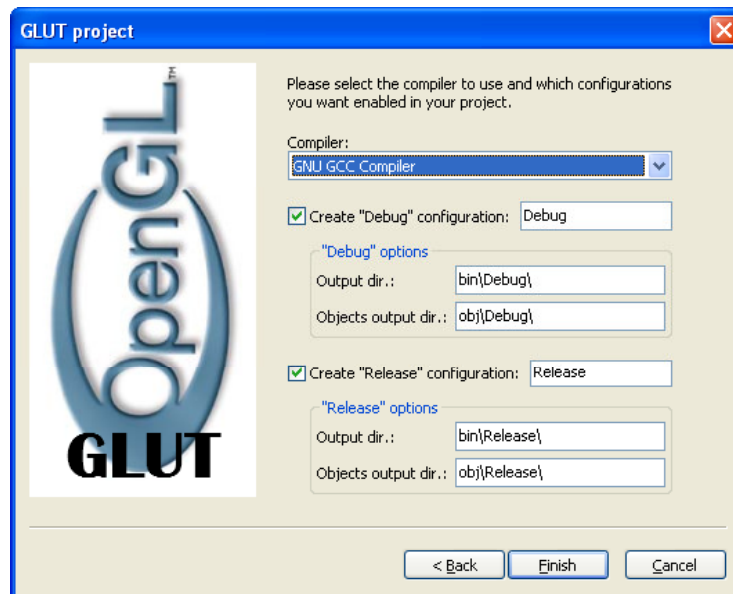 GLUT project
OpenGL™
GLUT
Please select the compiler to use and which configurations
you want enabled in your project.
Compiler:
GNU GCC Compiler
Create "Debug" configuration: Debug
"Debug" options
Output dir.: bin\Debug\
Objects output dir.: obj\Debug\
Create "Release" configuration: Release
"Release" options
Output dir.: bin\Release\
Objects output dir.: obj\Release\
< Back Finish Cancel